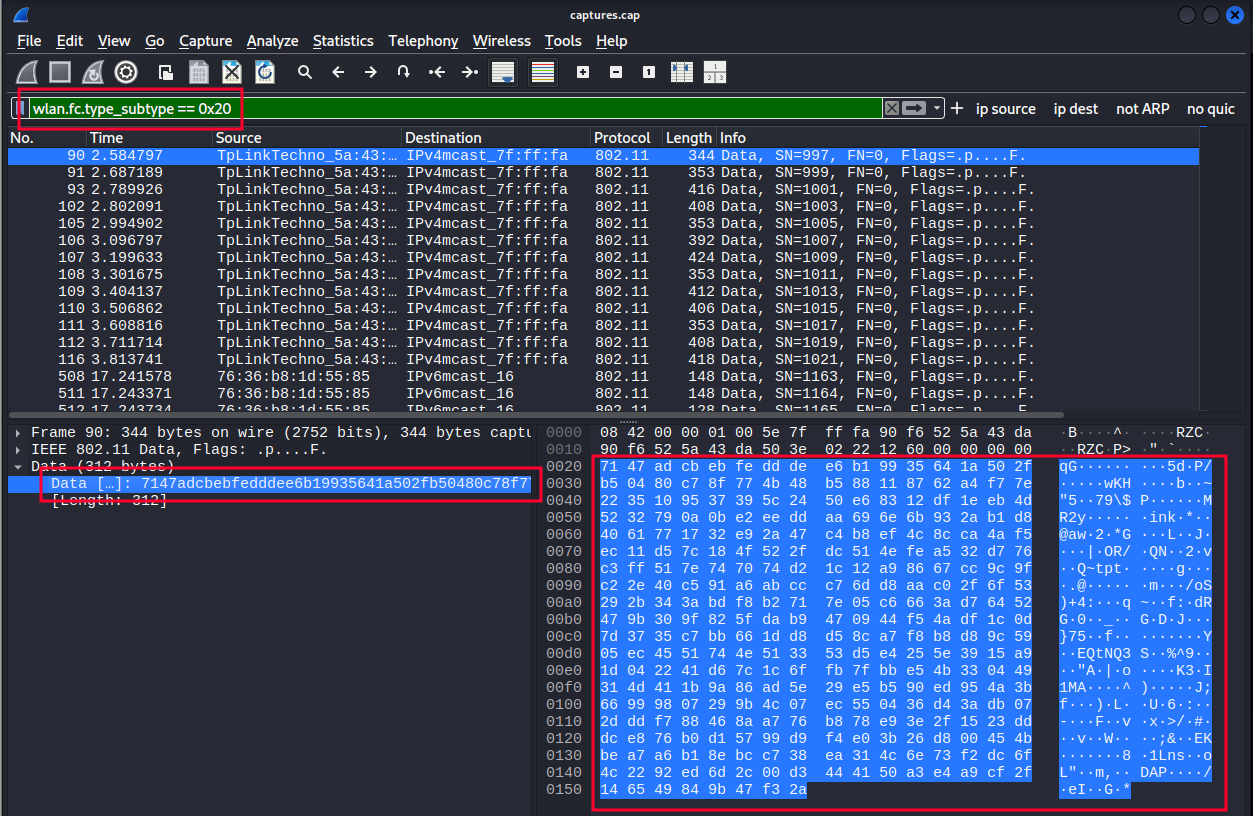 captures.cap
File Edit View Go Capture Analyze Statistics Telephony Wireless Tools Help
wlan.fc.type_subtype == 0x20 ip source ip dest not ARP no quic
No. Time Source Destination Protocol Length Info
90 2.584797 TpLinkTechno_5a:43:… IPv4mcast_7f:ff:fa 802.11 344 Data, SN=997, FN=0, Flags=.p....F.
91 2.687189 TpLinkTechno_5a:43:… IPv4mcast_7f:ff:fa 802.11 353 Data, SN=999, FN=0, Flags=.p....F.
93 2.789926 TpLinkTechno_5a:43:… IPv4mcast_7f:ff:fa 802.11 416 Data, SN=1001, FN=0, Flags=.p....F.
102 2.802091 TpLinkTechno_5a:43:… IPv4mcast_7f:ff:fa 802.11 408 Data, SN=1003, FN=0, Flags=.p....F.
105 2.994902 TpLinkTechno_5a:43:… IPv4mcast_7f:ff:fa 802.11 353 Data, SN=1005, FN=0, Flags=.p....F.
106 3.096797 TpLinkTechno_5a:43:… IPv4mcast_7f:ff:fa 802.11 392 Data, SN=1007, FN=0, Flags=.p....F.
107 3.199633 TpLinkTechno_5a:43:… IPv4mcast_7f:ff:fa 802.11 424 Data, SN=1009, FN=0, Flags=.p....F.
108 3.301675 TpLinkTechno_5a:43:… IPv4mcast_7f:ff:fa 802.11 353 Data, SN=1011, FN=0, Flags=.p....F.
109 3.404137 TpLinkTechno_5a:43:… IPv4mcast_7f:ff:fa 802.11 412 Data, SN=1013, FN=0, Flags=.p....F.
110 3.506862 TpLinkTechno_5a:43:… IPv4mcast_7f:ff:fa 802.11 406 Data, SN=1015, FN=0, Flags=.p....F.
111 3.608816 TpLinkTechno_5a:43:… IPv4mcast_7f:ff:fa 802.11 353 Data, SN=1017, FN=0, Flags=.p....F.
112 3.711714 TpLinkTechno_5a:43:… IPv4mcast_7f:ff:fa 802.11 408 Data, SN=1019, FN=0, Flags=.p....F.
116 3.813741 TpLinkTechno_5a:43:… IPv4mcast_7f:ff:fa 802.11 418 Data, SN=1021, FN=0, Flags=.p....F.
508 17.241578 76:36:b8:1d:55:85 IPv6mcast_16 802.11 148 Data, SN=1163, FN=0, Flags=.p....F.
511 17.243371 76:36:b8:1d:55:85 IPv6mcast_16 802.11 148 Data, SN=1164, FN=0, Flags=.p....F.
512 17.243734 76:36:b8:1d:55:85 IPv6mcast_16 802.11 128 Data, SN=1165, FN=0, Flags=.p....F.
Frame 90: 344 bytes on wire (2752 bits), 344 bytes captu
IEEE 802.11 Data, Flags: .p....F.
Data (312 bytes)
Data […]: 7147adcbebfedddee6b19935641a502fb50480c78f77
[Length: 312]
0000 08 42 00 00 01 00 5e 7f ff fa 90 f6 52 5a 43 da ·B····^· ····RZC·
0010 90 f6 52 5a 43 da 50 3e 02 22 12 60 00 00 00 00 ··RZC·P> ·"·`····
0020 71 47 ad cb eb fe dd de e6 b1 99 35 64 1a 50 2f qG······ ···5d·P/
0030 b5 04 80 c7 8f 77 4b 48 b5 88 11 87 62 a4 f7 7e ·····wKH ····b··~
0040 22 35 10 95 37 39 5c 24 50 e6 83 12 df 1e eb 4d "5··79\$ P······M
0050 52 32 79 0a 0b e2 ee dd aa 69 6e 6b 93 2a b1 d8 R2y····· ·ink·*··
0060 40 61 77 17 32 e9 2a 47 c4 b8 ef 4c 8c ca 4a f5 @aw·2·*G ···L··J·
0070 ec 11 d5 7c 18 4f 52 2f dc 51 4e fe a5 32 d7 76 ···|·OR/ ·QN··2·v
0080 c3 ff 51 7e 74 70 74 d2 1c 12 a9 86 67 cc 9c 9f ··Q~tpt· ····g···
0090 c2 2e 40 c5 91 a6 ab cc c7 6d d8 aa c0 2f 6f 53 ·.@····· ·m···/oS
00a0 29 2b 34 3a bd f8 b2 71 7e 05 c6 66 3a d7 64 52 )+4:···q ~··f:·dR
00b0 47 9b 30 9f 82 5f da b9 47 09 44 f5 4a df 1c 0d G·0··_·· G·D·J···
00c0 7d 37 35 c7 bb 66 1d d8 d5 8c a7 f8 b8 d8 9c 59 }75··f·· ·······Y
00d0 05 ec 45 51 74 4e 51 33 53 d5 e4 25 5e 39 15 a9 ··EQtNQ3 S··%^9··
00e0 1d 04 22 41 d6 7c 1c 6f fb 7f bb e5 4b 33 04 49 ··"A·|·o ····K3·I
00f0 31 4d 41 1b 9a 86 ad 5e 29 e5 b5 90 ed 95 4a 3b 1MA····^ )·····J;
0100 66 99 98 07 29 9b 4c 07 ec 55 04 36 d4 3a db 07 f···)·L· ·U·6·:··
0110 2d dd f7 88 46 8a a7 76 b8 78 e9 3e 2f 15 23 dd -···F··v ·x·>/·#·
0120 dc e8 76 b0 d1 57 99 d9 f4 e0 3b 26 d8 00 45 4b ··v··W·· ··;&··EK
0130 be a7 a6 b1 8e bc c7 38 ea 31 4c 6e 73 f2 dc 6f ·······8 ·1Lns··o
0140 4c 22 92 ed 6d 2c 00 d3 44 41 50 a3 e4 a9 cf 2f L"··m,·· DAP····/
0150 14 65 49 84 9b 47 f3 2a ·eI··G·*